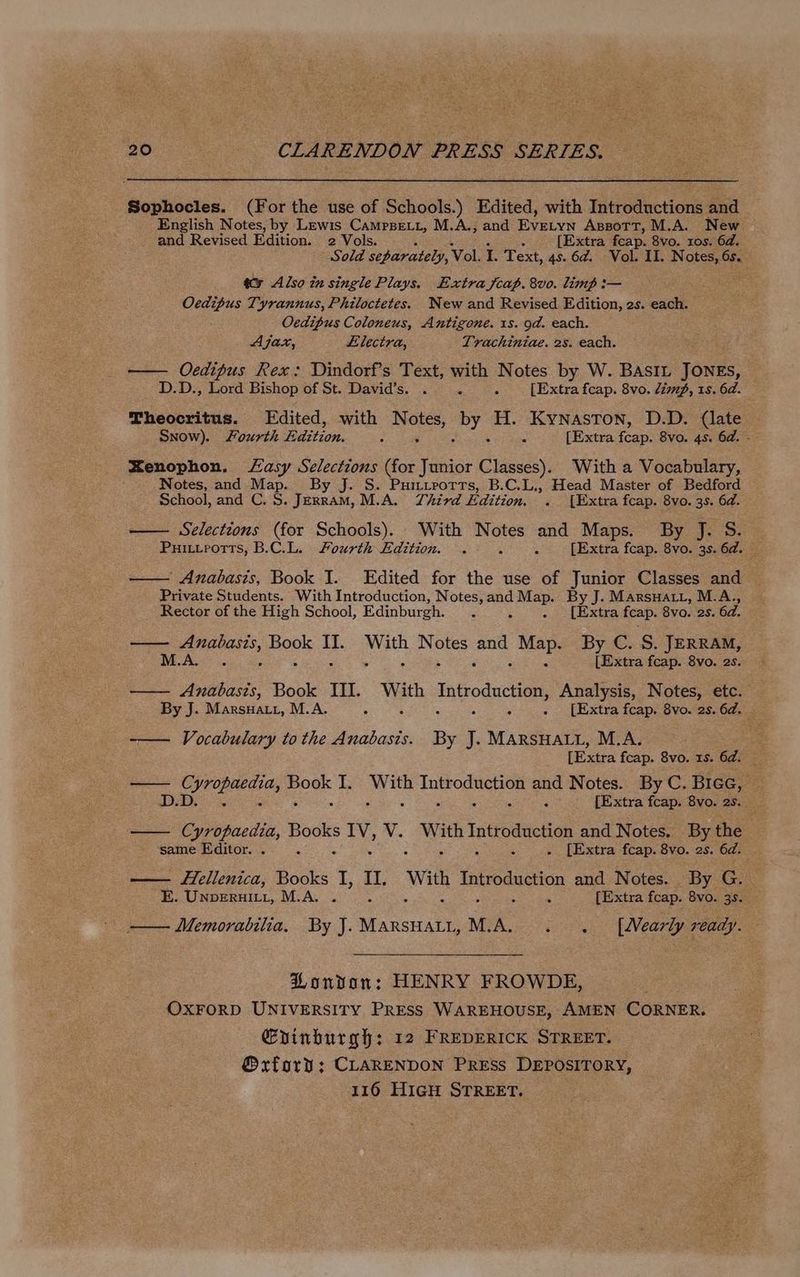 20 CLARENDON PRESS SERIES.
Sophocles. (For the use of Schools.) Edited, with Introductions and
English Notes, by LEWIS CAMPBELL, M.A., and EVELYN ABBOTT, M.A. New
and Revised Edition. 2 Vols. . . . . [Extra fcap. 8vo. 10s. 6d.
Sold separately, Vol. I. Text, 4s. 6d. Vol. II. Notes, 6s.
☞ Also in single Plays. Extra fcap. 8vo. limp :—
Oedipus Tyrannus, Philoctetes. New and Revised Edition, 2s. each.
Oedipus Coloneus, Antigone. 1s. 9d. each.
Ajax, Electra, Trachiniae. 2s. each.
—— Oedipus Rex: Dindorf's Text, with Notes by W. BASIL JONES,
D.D., Lord Bishop of St. David's. . . . [Extra fcap. 8vo. limp, 1s. 6d.
Theocritus. Edited, with Notes, by H. KYNASTON, D.D. (late
SNOW). Fourth Edition. . . . . . [Extra fcap. 8vo. 4s. 6d.
Xenophon. Easy Selections (for Junior Classes). With a Vocabulary,
Notes, and Map. By J. S. PHILLPOTTS, B.C.L., Head Master of Bedford
School, and C. S. JERRAM, M.A. Third Edition. . [Extra fcap. 8vo. 3s. 6d.
—— Selections (for Schools). With Notes and Maps. By J. S.
PHILLPOTTS, B.C.L. Fourth Edition. . . . [Extra fcap. 8vo. 3s. 6d.
—— Anabasis, Book I. Edited for the use of Junior Classes and
Private Students. With Introduction, Notes, and Map. By J. MARSHALL, M.A.,
Rector of the High School, Edinburgh. . . . [Extra fcap. 8vo. 2s. 6d.
—— Anabasis, Book II. With Notes and Map. By C. S. JERRAM,
M.A. . . . . . . . . . . [Extra fcap. 8vo. 2s.
—— Anabasis, Book III. With Introduction, Analysis, Notes, etc.
By J. MARSHALL, M.A. . . . . . . [Extra fcap. 8vo. 2s. 6d.
—— Vocabulary to the Anabasis. By J. MARSHALL, M.A.
[Extra fcap. 8vo. 1s. 6d.
—— Cyropaedia, Book I. With Introduction and Notes. By C. BIGG,
D.D. . . . . . . . . . . [Extra fcap. 8vo. 2s.
—— Cyropaedia, Books IV, V. With Introduction and Notes. By the
same Editor. . . . . . . . . [Extra fcap. 8vo. 2s. 6d.
—— Hellenica, Books I, II. With Introduction and Notes. By G.
E. UNDERHILL, M.A. . . . . . . . [Extra fcap. 8vo. 3s.
—— Memorabilia. By J. MARSHALL, M.A. . . . [Nearly ready.
London: HENRY FROWDE,
OXFORD UNIVERSITY PRESS WAREHOUSE, AMEN CORNER.
Edinburgh: 12 FREDERICK STREET.
Oxford: CLARENDON PRESS DEPOSITORY,
116 HIGH STREET.